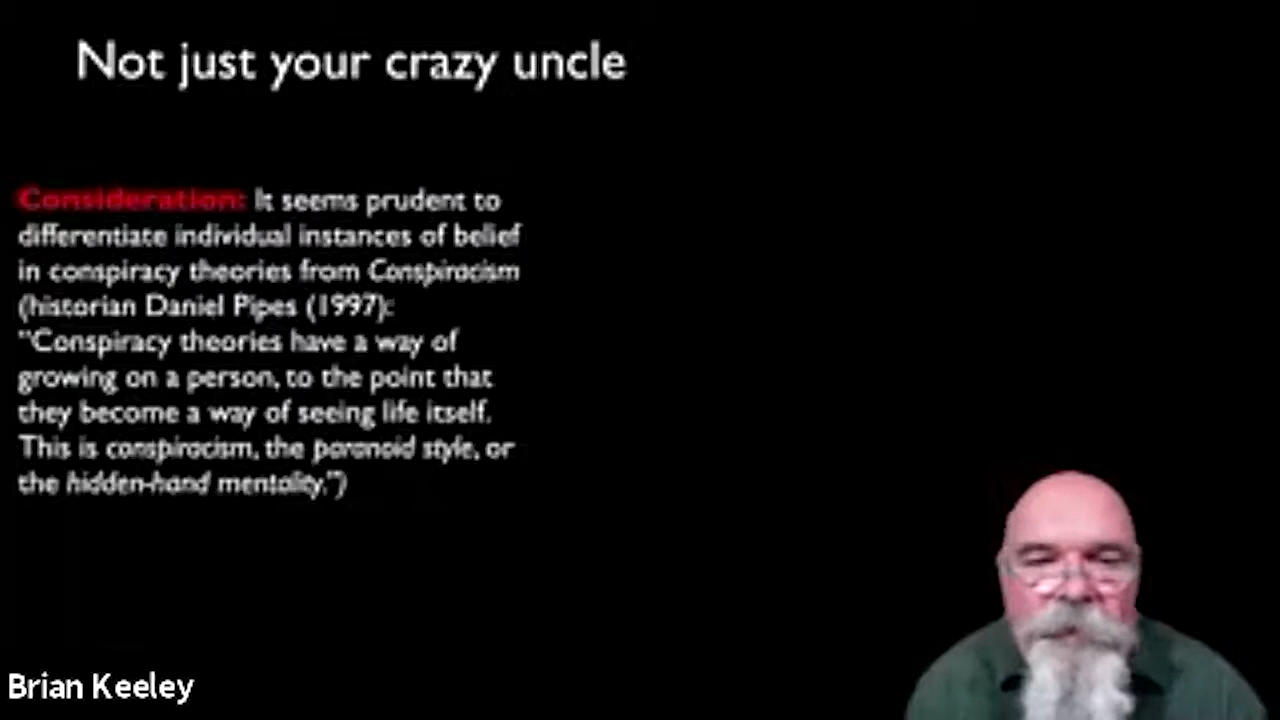 Not just your crazy uncle
Consideration: It seems prudent to
differentiate individual instances of belief
in conspiracy theories from Conspiracism
(historian Daniel Pipes (1997):
"Conspiracy theories have a way of
growing on a person, to the point that
they become a way of seeing life itself.
This is conspiracism, the paranoid style, or
the hidden-hand mentality.")
Brian Keeley